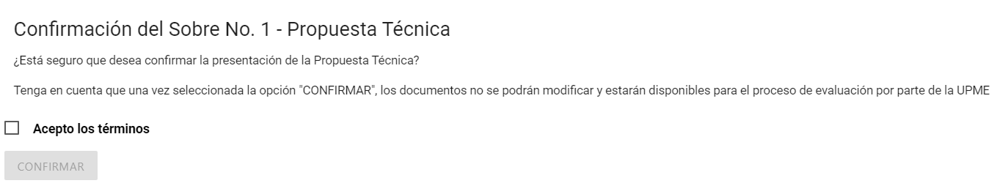 Confirmación del Sobre No. 1 - Propuesta Técnica
¿Está seguro que desea confirmar la presentación de la Propuesta Técnica?
Tenga en cuenta que una vez seleccionada la opción "CONFIRMAR", los documentos no se podrán modificar y estarán disponibles para el proceso de evaluación por parte de la UPME
Acepto los términos
CONFIRMAR